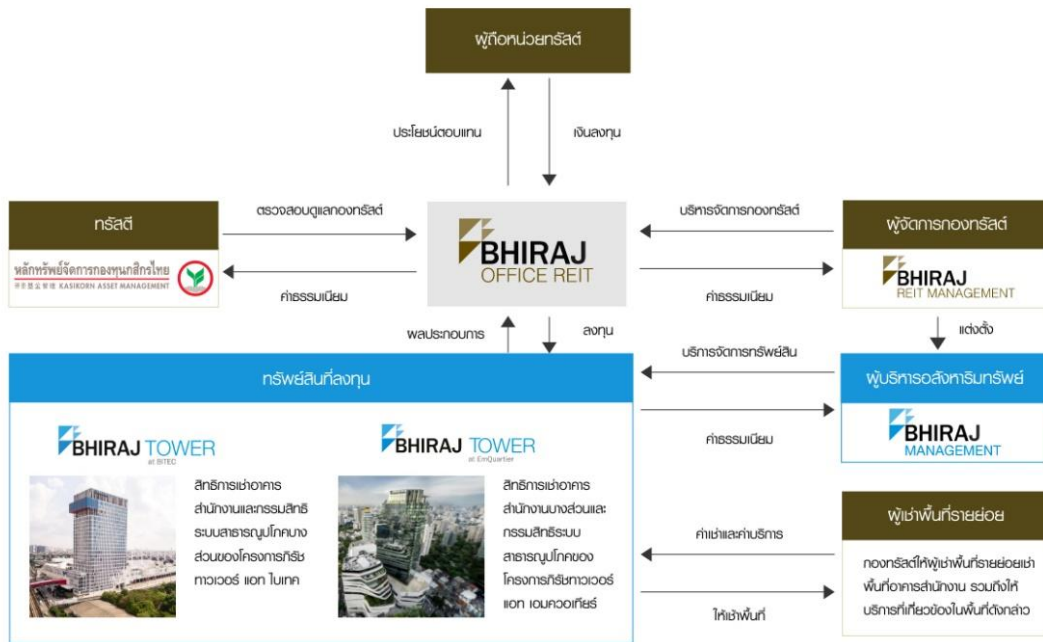 ผู้ถือหน่วยทรัสต์
ประโยชน์ตอบแทน
เงินลงทุน
ทรัสตี
หลักทรัพย์จัดการกองทุนกสิกรไทย
KASIKORN ASSET MANAGEMENT
ตรวจสอบดูแลกองทรัสต์
ค่าธรรมเนียม
BHIRAJ
OFFICE REIT
บริหารจัดการกองทรัสต์
ค่าธรรมเนียม
ผู้จัดการกองทรัสต์
BHIRAJ
REIT MANAGEMENT
ผลประกอบการ
ลงทุน
แต่งตั้ง
ทรัพย์สินที่ลงทุน
BHIRAJ TOWER
at BITEC
สิทธิการเช่าอาคาร
สำนักงานและกรรมสิทธิ
ระบบสาธารณูปโภคบาง
ส่วนของโครงการภิรัช
ทาวเวอร์ แอท ไบเทค
BHIRAJ TOWER
at EmQuartier
สิทธิการเช่าอาคาร
สำนักงานบางส่วนและ
กรรมสิทธิระบบ
สาธารณูปโภคของ
โครงการภิรัชทาวเวอร์
แอท เอมควอเทียร์
บริการจัดการทรัพย์สิน
ค่าธรรมเนียม
ผู้บริหารอสังหาริมทรัพย์
BHIRAJ
MANAGEMENT
ค่าเช่าและค่าบริการ
ให้เช่าพื้นที่
ผู้เช่าพื้นที่รายย่อย
กองทรัสต์ให้ผู้เช่าพื้นที่รายย่อยเช่า
พื้นที่อาคารสำนักงาน รวมถึงให้
บริการที่เกี่ยวข้องในพื้นที่ดังกล่าว